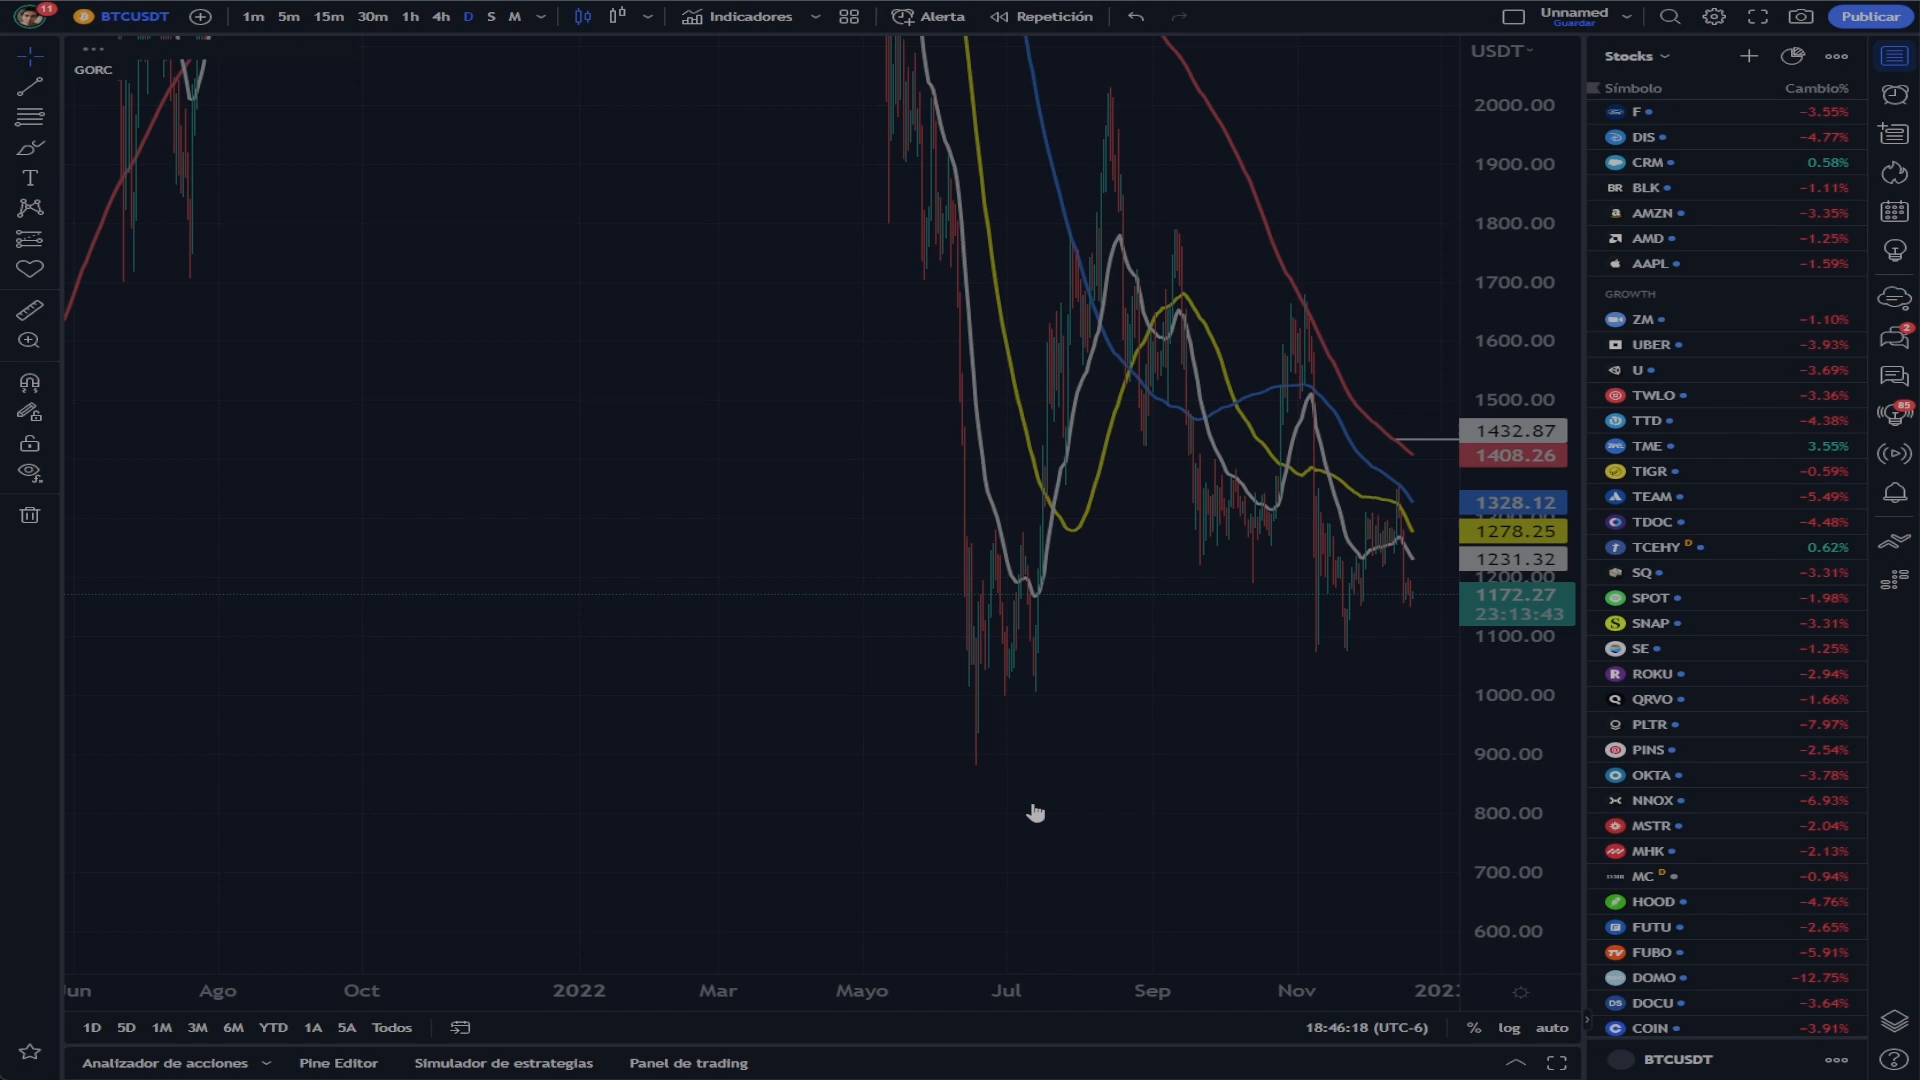 11 BTCUSDT 1m 5m 15m 30m 1h 4h D S M Indicadores Alerta Repetición Unnamed Guardar Publicar
GORC
USDT
2000.00
1900.00
1800.00
1700.00
1600.00
1500.00
1432.87
1408.26
1328.12
1278.25
1231.32
1200.00
1172.27
23:13:43
1100.00
1000.00
900.00
800.00
700.00
600.00
Jun Ago Oct 2022 Mar Mayo Jul Sep Nov
1D 5D 1M 3M 6M YTD 1A 5A Todos 18:46:18 (UTC-6) % log auto
Analizador de acciones Pine Editor Simulador de estrategias Panel de trading
Stocks
Símbolo Cambio%
F −3.55%
DIS −4.77%
CRM 0.58%
BR BLK −1.11%
AMZN −3.35%
AMD −1.25%
AAPL −1.59%
GROWTH
ZM −1.10%
UBER −3.93%
U −3.69%
TWLO −3.36%
TTD −4.38%
TME 3.55%
TIGR −0.59%
TEAM −5.49%
TDOC −4.48%
TCEHY D 0.62%
SQ −3.31%
SPOT −1.98%
S SNAP −3.31%
SE −1.25%
R ROKU −2.94%
QRVO −1.66%
PLTR −7.97%
PINS −2.54%
OKTA −3.78%
NNOX −6.93%
MSTR −2.04%
MHK −2.13%
MC D −0.94%
HOOD −4.76%
FUTU −2.65%
FUBO −5.91%
DOMO −12.75%
DS DOCU −3.64%
COIN −3.91%
BTCUSDT
2
85